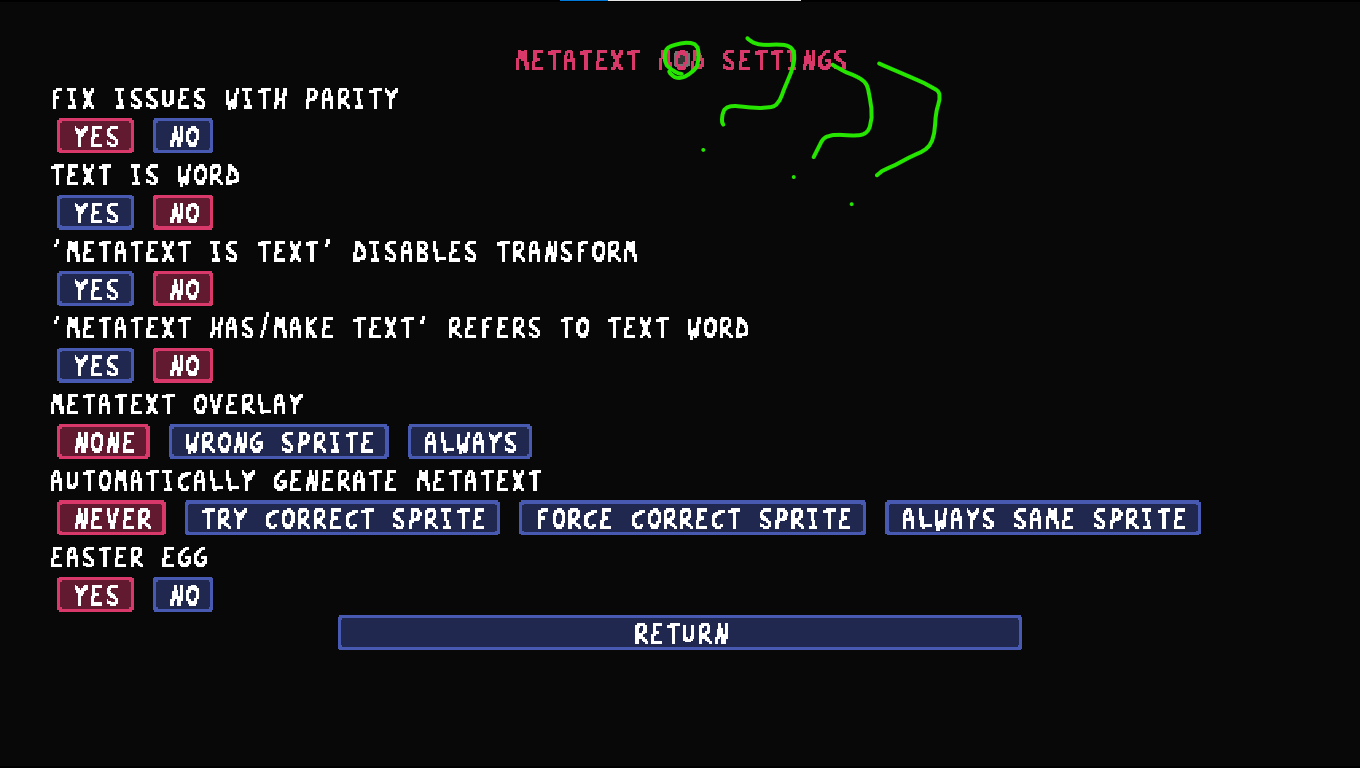 METATEXT MOD SETTINGS
???
FIX ISSUES WITH PARITY
YES NO
TEXT IS WORD
YES NO
'METATEXT IS TEXT' DISABLES TRANSFORM
YES NO
'METATEXT HAS/MAKE TEXT' REFERS TO TEXT WORD
YES NO
METATEXT OVERLAY
NONE WRONG SPRITE ALWAYS
AUTOMATICALLY GENERATE METATEXT
NEVER TRY CORRECT SPRITE FORCE CORRECT SPRITE ALWAYS SAME SPRITE
EASTER EGG
YES NO
RETURN